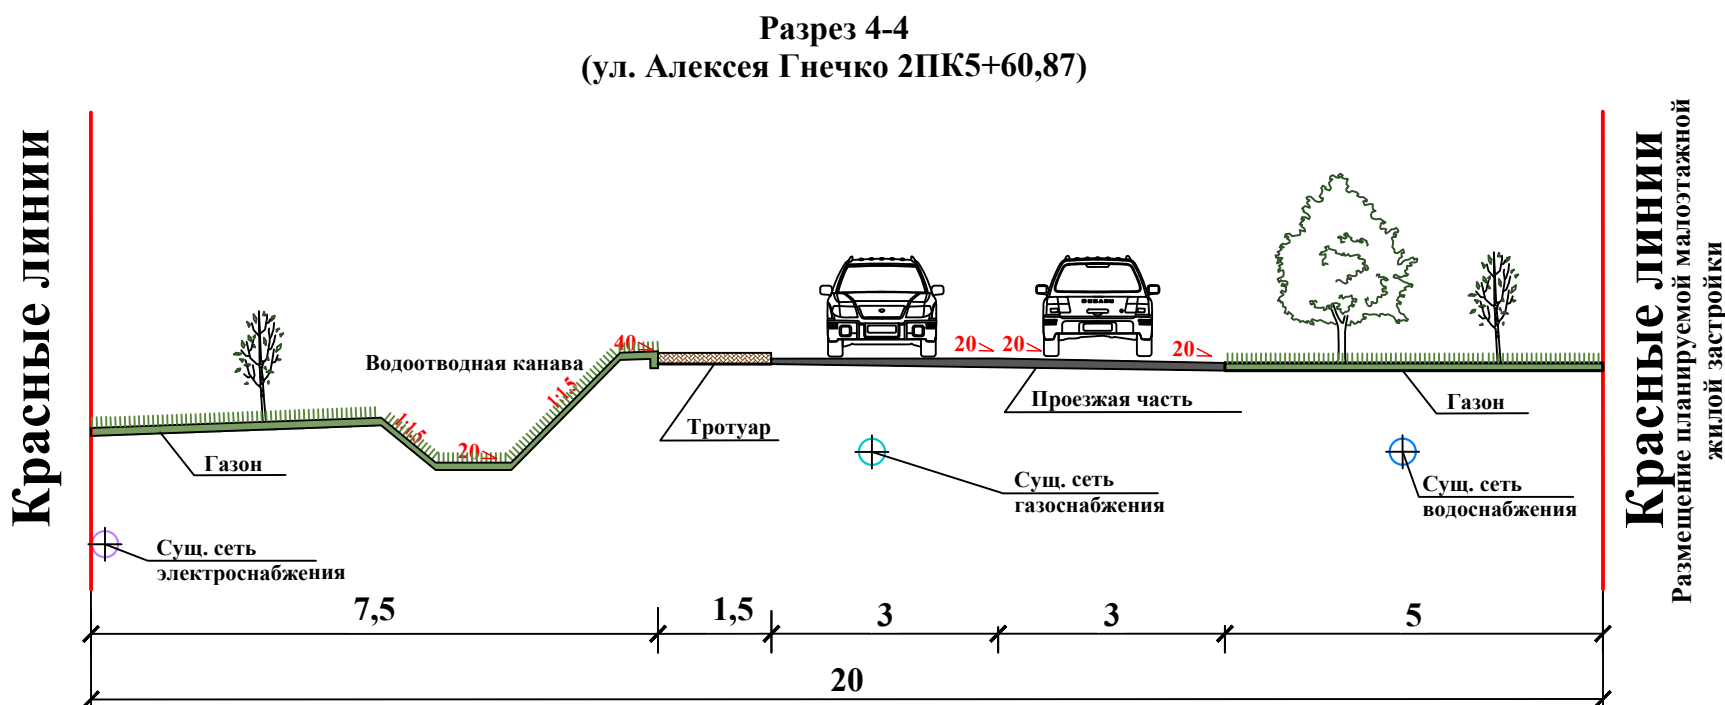 Разрез 4-4
(ул. Алексея Гнечко 2ПК5+60,87)
Красные линии
Красные линии
Размещение планируемой малоэтажной
жилой застройки
Водоотводная канава
40
1:1.5
1:1.5
20
20
20
20
SUBARU
Газон
Тротуар
Проезжая часть
Газон
Сущ. сеть
электроснабжения
Сущ. сеть
газоснабжения
Сущ. сеть
водоснабжения
7,5
1,5
3
3
5
20